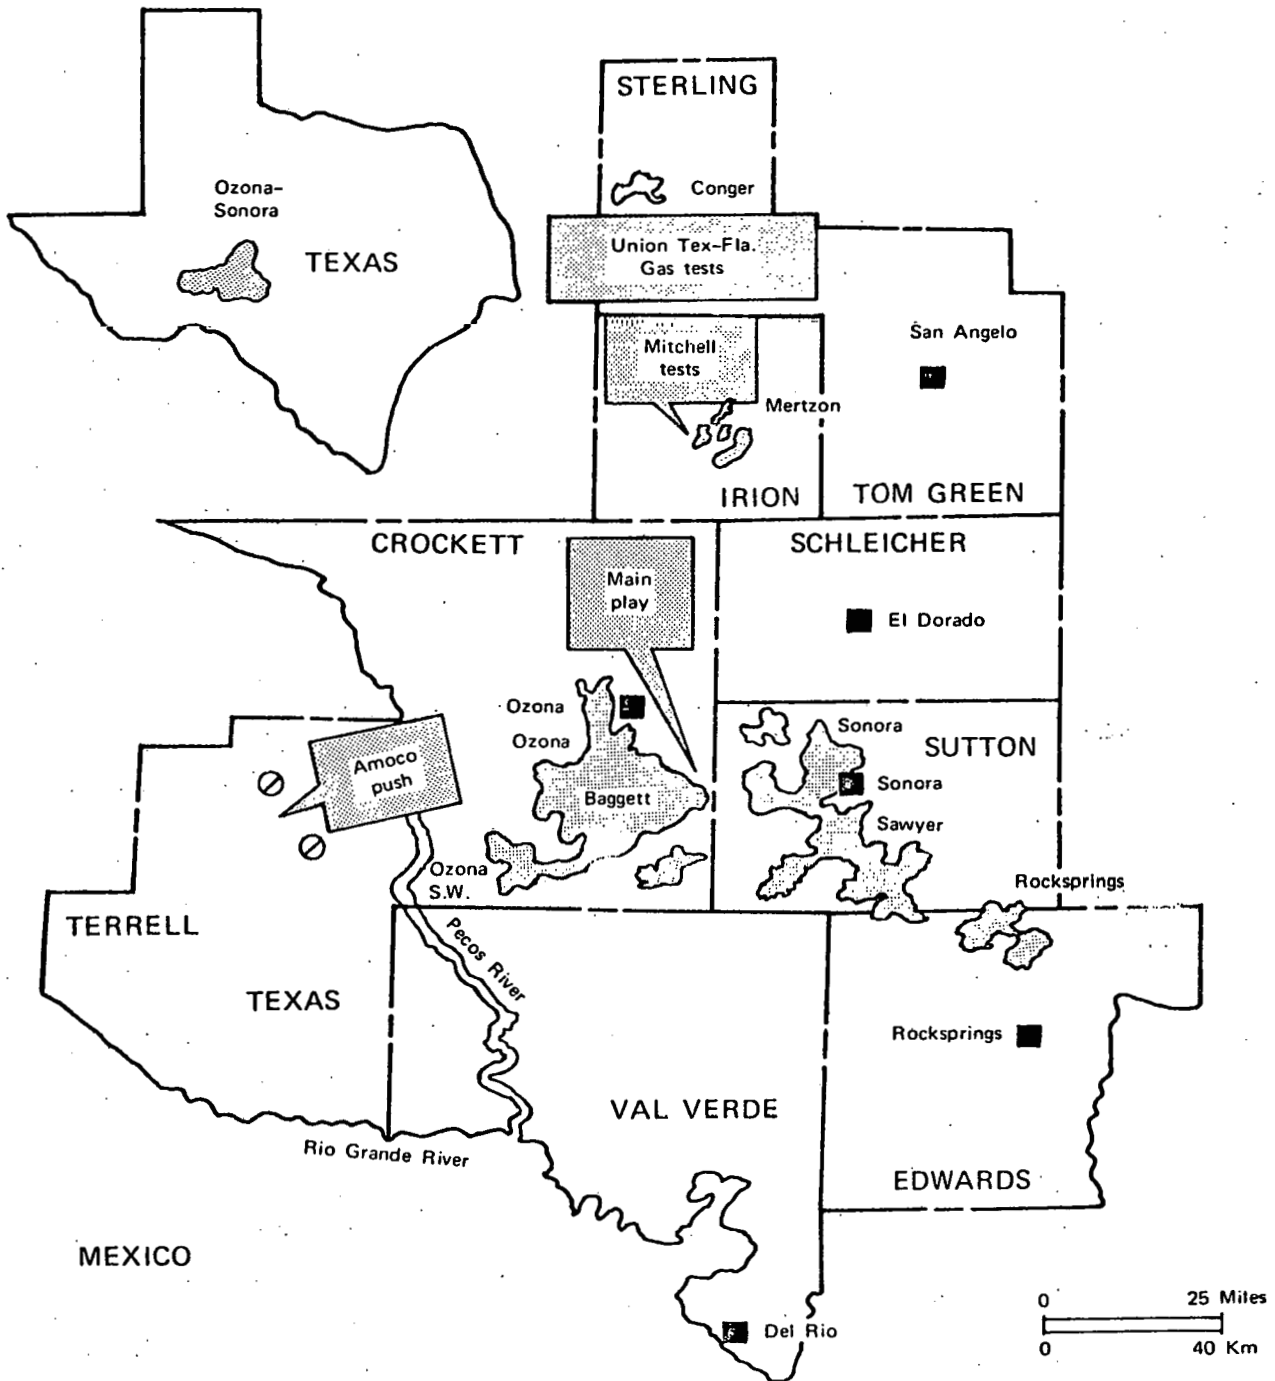 STERLING
Ozona-
Sonora
Conger
TEXAS
Union Tex-Fla.
Gas tests
San Angelo
Mitchell
tests
Mertzon
IRION
TOM GREEN
CROCKETT
SCHLEICHER
Main
play
El Dorado
Ozona
Ozona
Sonora
SUTTON
Amoco
push
Baggett
Sonora
Sawyer
Ozona
S.W.
Rocksprings
TERRELL
Pecos River
TEXAS
Rocksprings
VAL VERDE
Rio Grande River
EDWARDS
MEXICO
0 25 Miles
Del Rio
0 40 Km